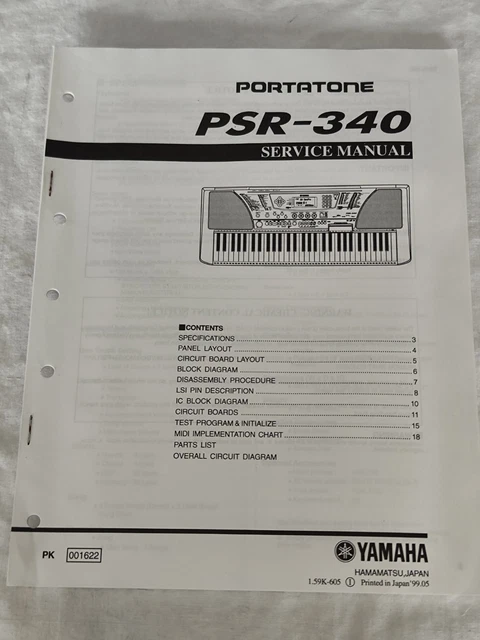 PORTATONE
PSR-340
SERVICE MANUAL
■CONTENTS
SPECIFICATIONS ........................................ 3
PANEL LAYOUT ........................................ 4
CIRCUIT BOARD LAYOUT ........................................ 5
BLOCK DIAGRAM ........................................ 6
DISASSEMBLY PROCEDURE ........................................ 7
LSI PIN DESCRIPTION ........................................ 8
IC BLOCK DIAGRAM ........................................ 10
CIRCUIT BOARDS ........................................ 11
TEST PROGRAM & INITIALIZE ........................................ 15
MIDI IMPLEMENTATION CHART ........................................ 18
PARTS LIST
OVERALL CIRCUIT DIAGRAM
PK 001622
YAMAHA
HAMAMATSU,JAPAN
1.59K-605 ① Printed in Japan '99.05